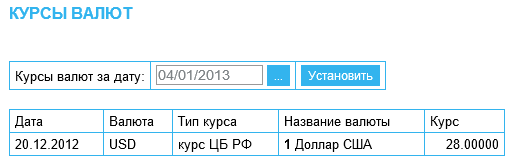 КУРСЫ ВАЛЮТ
Курсы валют за дату: 04/01/2013 ... Установить
Дата Валюта Тип курса Название валюты Курс
20.12.2012 USD курс ЦБ РФ 1 Доллар США 28.00000